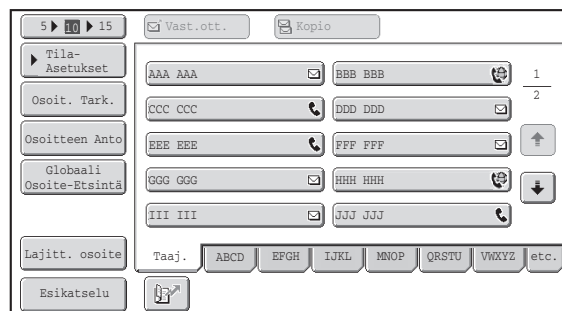 5 10 15
Vast.ott.
Kopio
Tila-
Asetukset
Osoit. Tark.
Osoitteen Anto
Globaali
Osoite-Etsintä
Lajitt. osoite
Esikatselu
AAA AAA
BBB BBB
CCC CCC
DDD DDD
EEE EEE
FFF FFF
GGG GGG
HHH HHH
III III
JJJ JJJ
1
2
Taaj.
ABCD
EFGH
IJKL
MNOP
QRSTU
VWXYZ
etc.